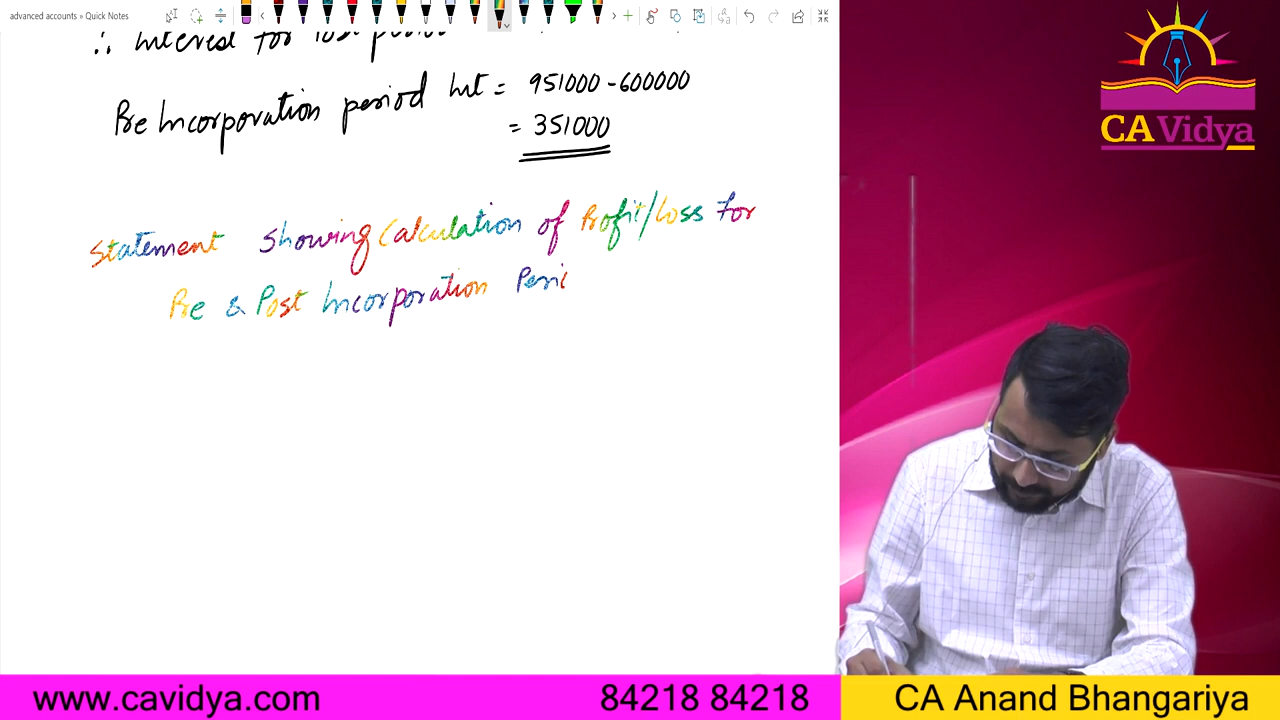 advanced accounts » Quick Notes
∴ Interest for
Pre Incorporation period Int = 951000 - 600000
= 351000
Statement Showing Calculation of Profit/Loss for
Pre & Post Incorporation Peri
CA Vidya
www.cavidya.com
84218 84218
CA Anand Bhangariya